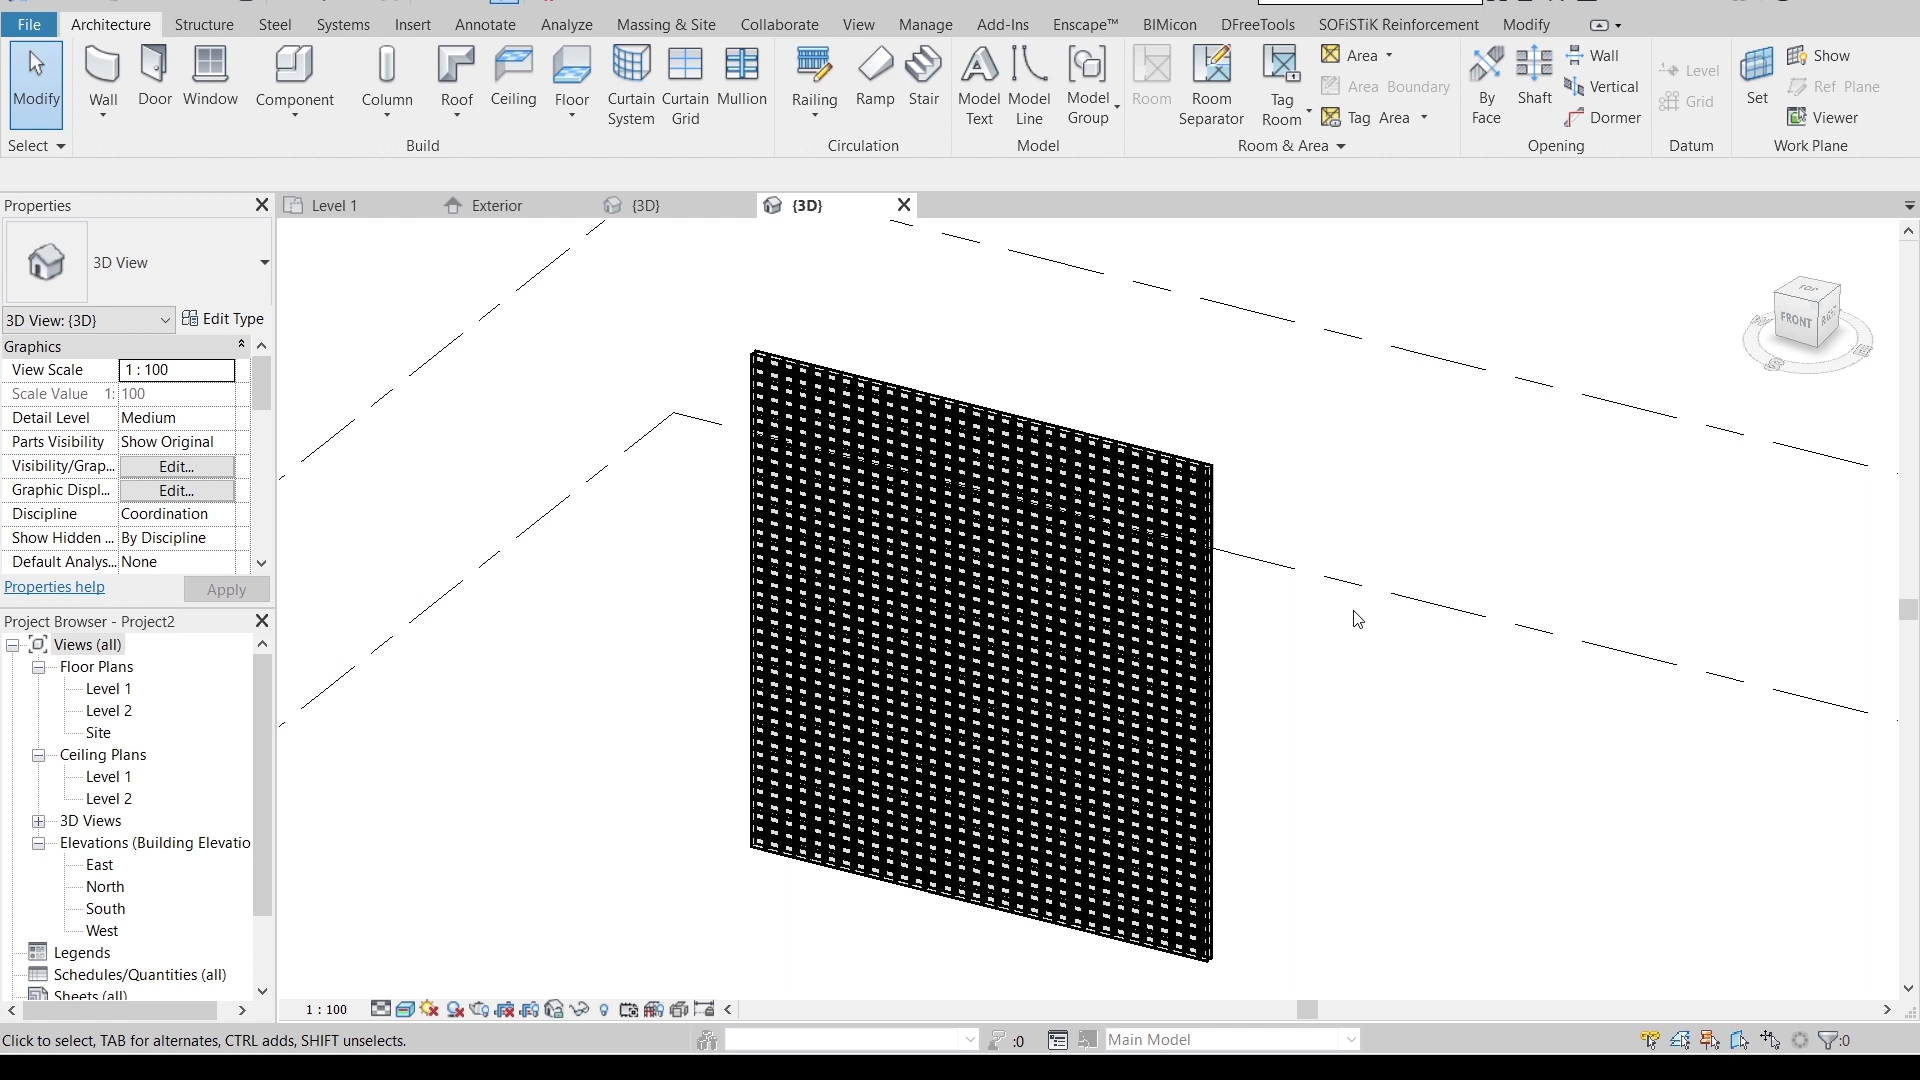 File Architecture Structure Steel Systems Insert Annotate Analyze Massing & Site Collaborate View Manage Add-Ins Enscape™ BIMicon DFreeTools SOFiSTiK Reinforcement Modify
Modify Wall Door Window Component Column Roof Ceiling Floor Curtain System Curtain Grid Mullion Railing Ramp Stair Model Text Model Line Model Group Room Room Separator Tag Room
Area
Area Boundary
Tag Area
By Face Shaft
Wall
Vertical
Dormer
Level
Grid
Set
Show
Ref Plane
Viewer
Select Build Circulation Model Room & Area Opening Datum Work Plane
Properties
Level 1 Exterior {3D} {3D}
3D View
3D View: {3D} Edit Type
Graphics
View Scale 1 : 100
Scale Value 1: 100
Detail Level Medium
Parts Visibility Show Original
Visibility/Grap... Edit...
Graphic Displ... Edit...
Discipline Coordination
Show Hidden ... By Discipline
Default Analys... None
Properties help Apply
TOP
FRONT
RIGHT
S
E
Project Browser - Project2
Views (all)
Floor Plans
Level 1
Level 2
Site
Ceiling Plans
Level 1
Level 2
3D Views
Elevations (Building Elevatio
East
North
South
West
Legends
Schedules/Quantities (all)
Sheets (all)
1 : 100
Click to select, TAB for alternates, CTRL adds, SHIFT unselects.
:0
Main Model
:0